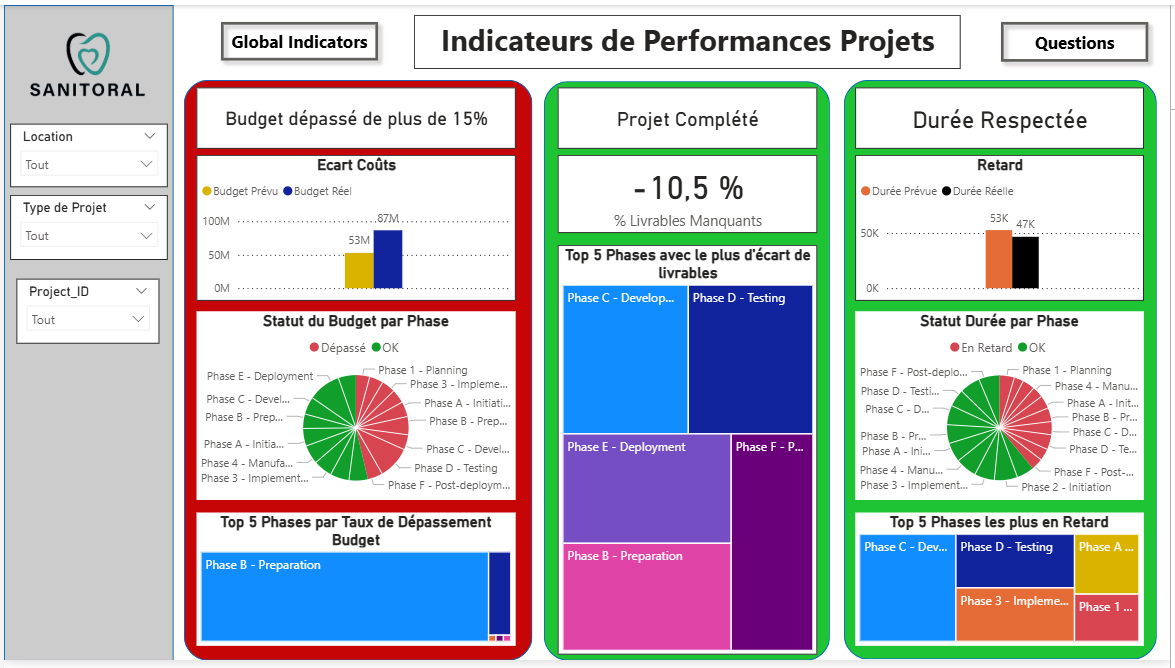 SANITORAL
Location
Tout
Type de Projet
Tout
Project_ID
Tout
Global Indicators
Indicateurs de Performances Projets
Questions
Budget dépassé de plus de 15%
Ecart Coûts
Budget Prévu Budget Réel
100M
50M
0M
53M
87M
Statut du Budget par Phase
Dépassé OK
Phase 1 - Planning
Phase 3 - Impleme...
Phase A - Initiati...
Phase B - Prep...
Phase C - Devel...
Phase D - Testing
Phase F - Post-deploym...
Phase E - Deployment
Phase C - Devel...
Phase B - Prep...
Phase A - Initia...
Phase 4 - Manufa...
Phase 3 - Implement...
Top 5 Phases par Taux de Dépassement
Budget
Phase B - Preparation
Projet Complété
-10,5 %
% Livrables Manquants
Top 5 Phases avec le plus d'écart de
livrables
Phase C - Develop...
Phase D - Testing
Phase E - Deployment
Phase F - P...
Phase B - Preparation
Durée Respectée
Retard
Durée Prévue Durée Réelle
50K
0K
53K
47K
Statut Durée par Phase
En Retard OK
Phase 1 - Planning
Phase 4 - Manu...
Phase A - Init...
Phase B - Pr...
Phase C - D...
Phase D - Te...
Phase F - Post-...
Phase 2 - Initiation
Phase F - Post-deplo...
Phase D - Testi...
Phase C - D...
Phase B - Pr...
Phase A - Ini...
Phase 4 - Manu...
Phase 3 - Implement...
Top 5 Phases les plus en Retard
Phase C - Dev...
Phase D - Testing
Phase A ...
Phase 3 - Impleme...
Phase 1 ...